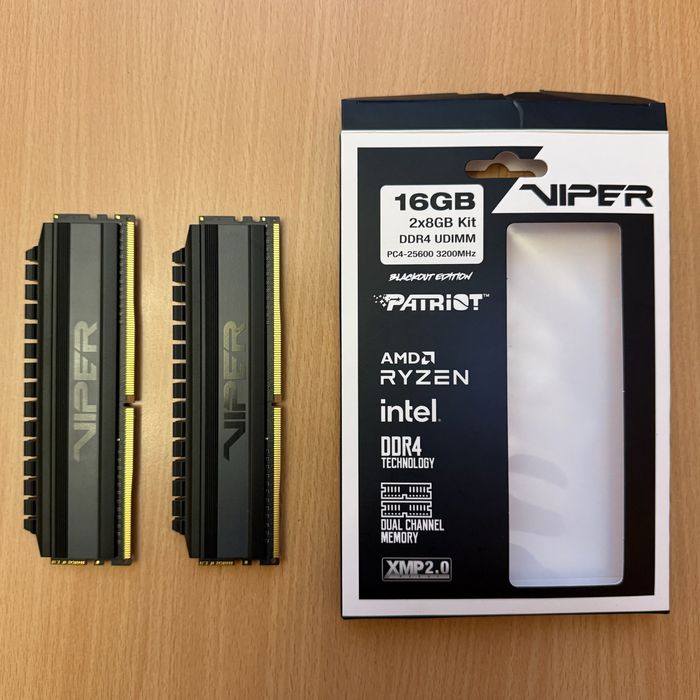 VIPER
VIPER
VIPER
16GB
2x8GB Kit
DDR4 UDIMM
PC4-25600 3200MHz
BLACKOUT EDITION
PATRIOT™
AMD
RYZEN
intel.
DDR4
TECHNOLOGY
DUAL CHANNEL
MEMORY
XMP2.0